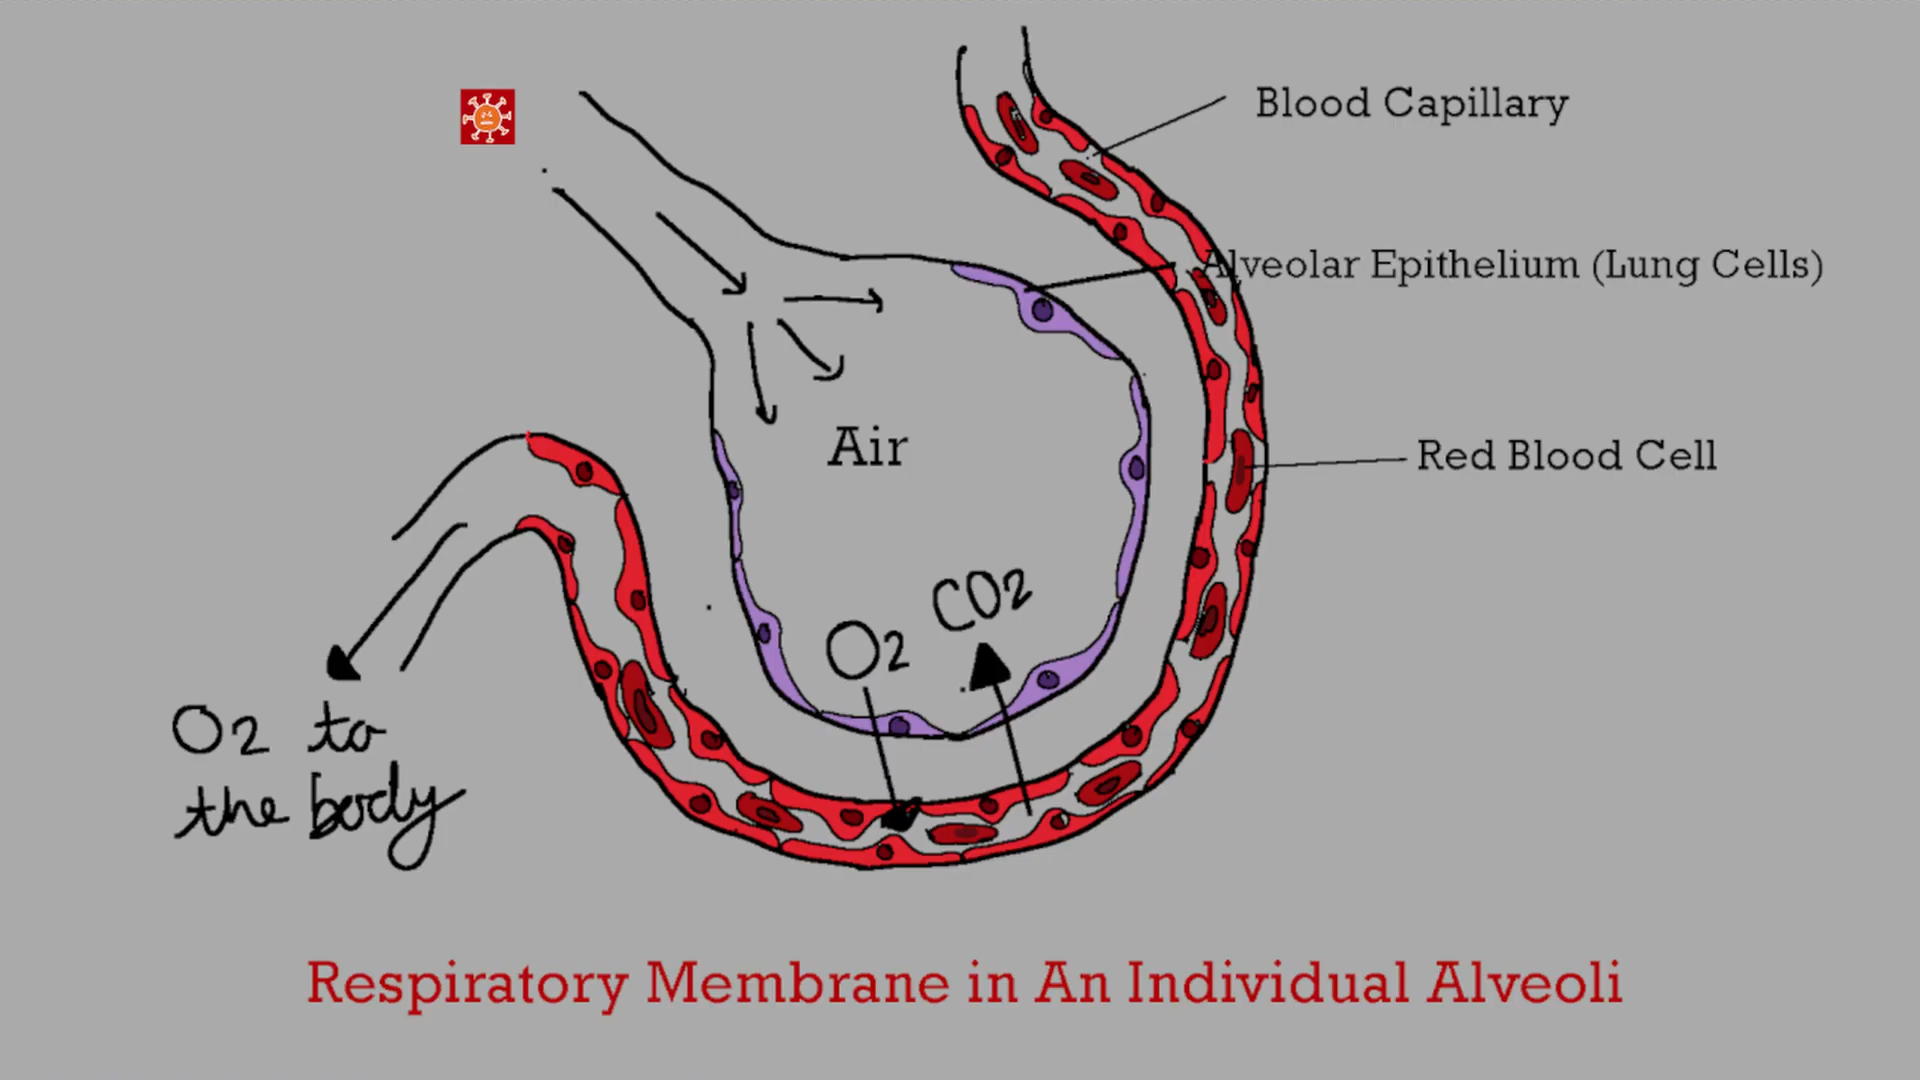 Blood Capillary
Alveolar Epithelium (Lung Cells)
Air
Red Blood Cell
CO2
O2
O2 to
the body
Respiratory Membrane in An Individual Alveoli